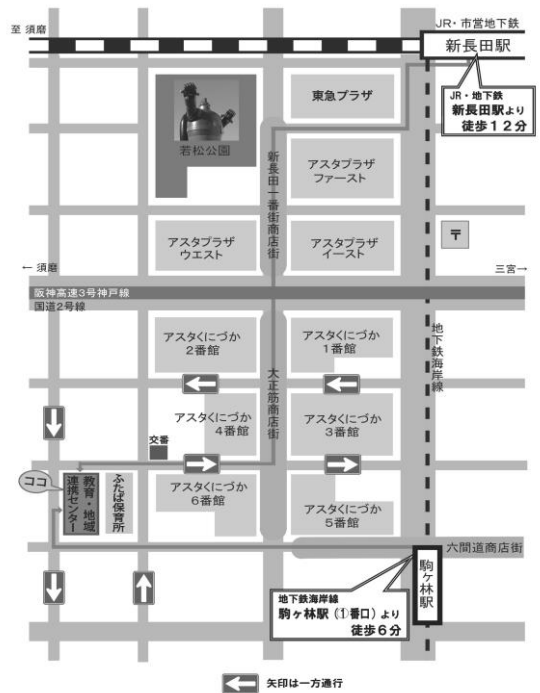 至 須磨
JR・市営地下鉄
新長田駅
JR・地下鉄
新長田駅より
徒歩12分
東急プラザ
若松公園
アスタプラザ
ファースト
新長田一番街商店街
アスタプラザ
ウエスト
アスタプラザ
イースト
〒
← 須磨
三宮→
阪神高速3号神戸線
国道2号線
アスタくにづか
2番館
アスタくにづか
1番館
地下鉄海岸線
大正筋商店街
アスタくにづか
4番館
アスタくにづか
3番館
交番
ココ
教育・地域
連携センター
ふたば保育所
アスタくにづか
6番館
アスタくにづか
5番館
六間道商店街
駒ヶ林駅
地下鉄海岸線
駒ヶ林駅(①番口)より
徒歩6分
矢印は一方通行